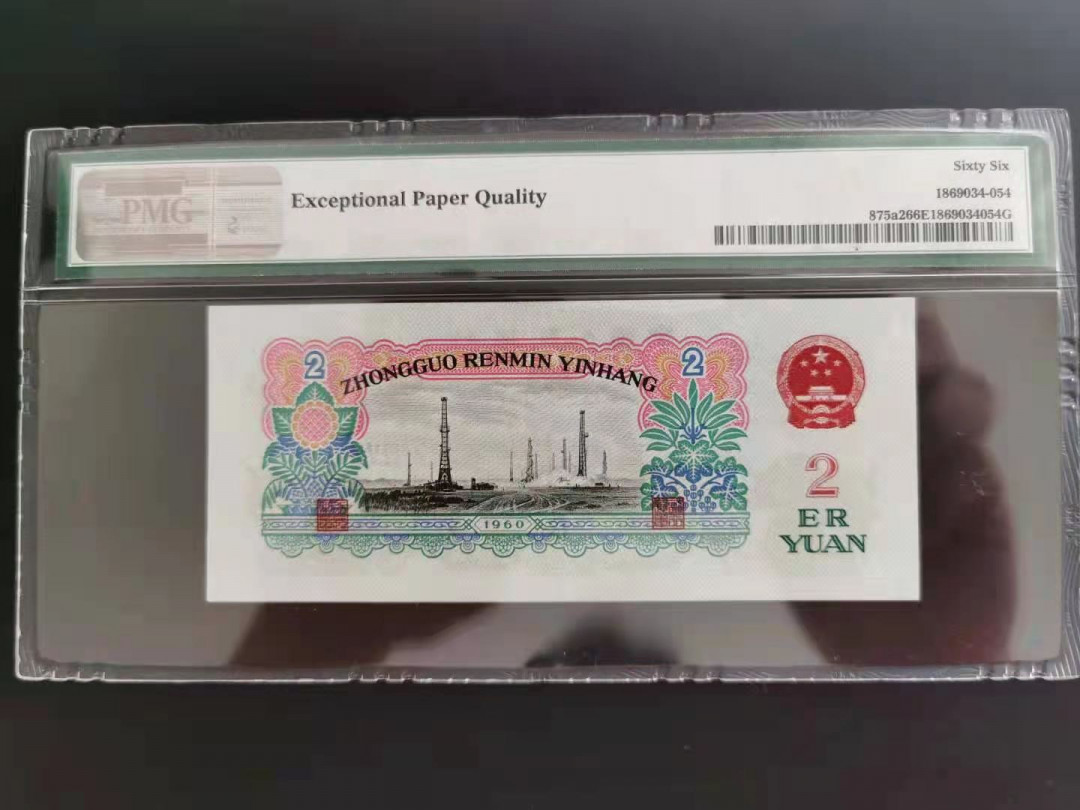 PMG
Exceptional Paper Quality
Sixty Six
1869034-054
875a266E1869034054G
2
ZHONGGUO RENMIN YINHANG
2
1960
2
ER
YUAN